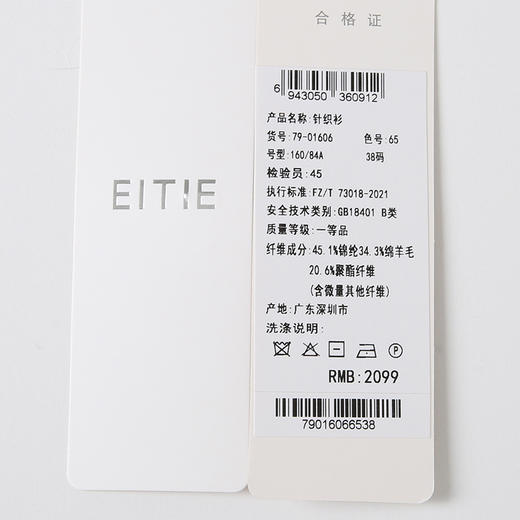 EITIE
合格证
6 943050 360912
产品名称:针织衫
货号:79-01606 色号:65
号型:160/84A 38码
检验员:45
执行标准:FZ/T 73018-2021
安全技术类别:GB18401 B类
质量等级:一等品
纤维成分:45.1%锦纶34.3%绵羊毛
20.6%聚酯纤维
(含微量其他纤维)
产地:广东深圳市
洗涤说明:
P
RMB:2099
79016066538